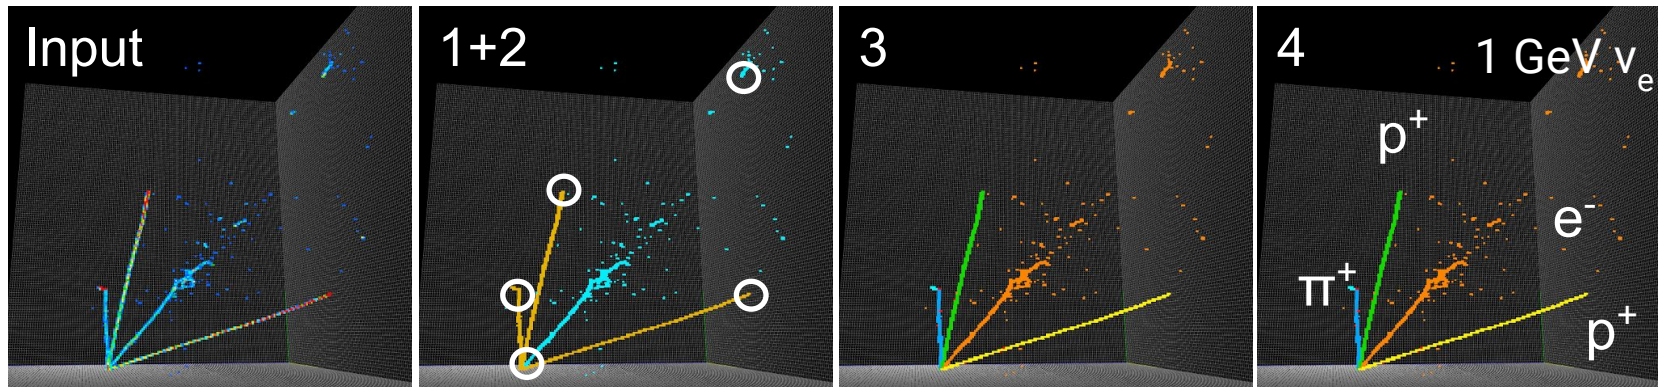 Input
1+2
3
4
1 GeV νₑ
p⁺
e⁻
π⁺
p⁺